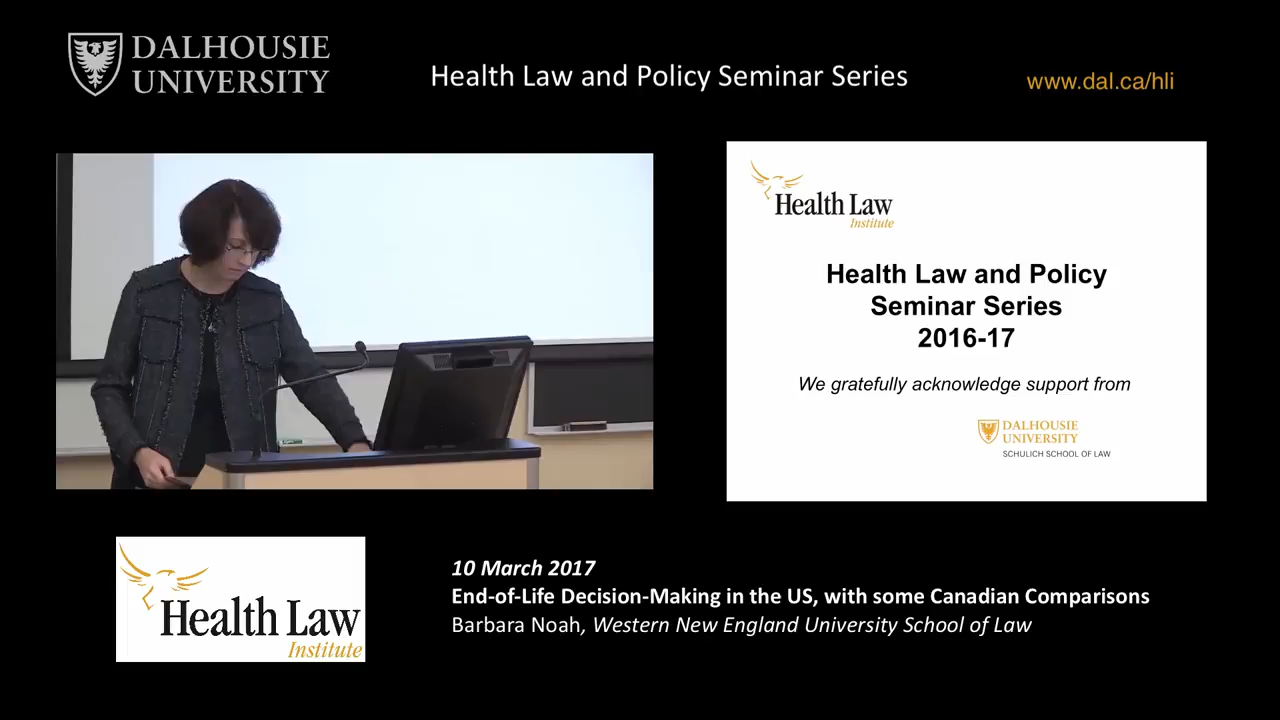 DALHOUSIE
UNIVERSITY
Health Law and Policy Seminar Series
www.dal.ca/hli
Health Law
Institute
Health Law and Policy
Seminar Series
2016-17
We gratefully acknowledge support from
DALHOUSIE
UNIVERSITY
SCHULICH SCHOOL OF LAW
Health Law
Institute
10 March 2017
End-of-Life Decision-Making in the US, with some Canadian Comparisons
Barbara Noah, Western New England University School of Law